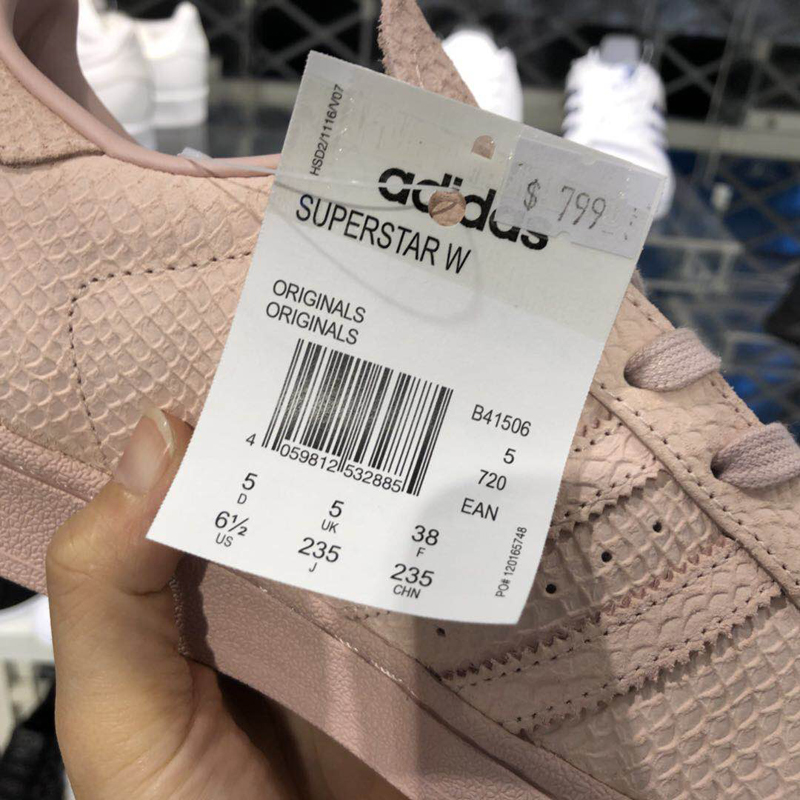 HSD2/1116/V07
adidas
$ 799
SUPERSTAR W
ORIGINALS
ORIGINALS
B41506
5
720
EAN
4 059812 532885
5
D
5
UK
38
F
6½
US
235
J
235
CHN
PO# 120165748